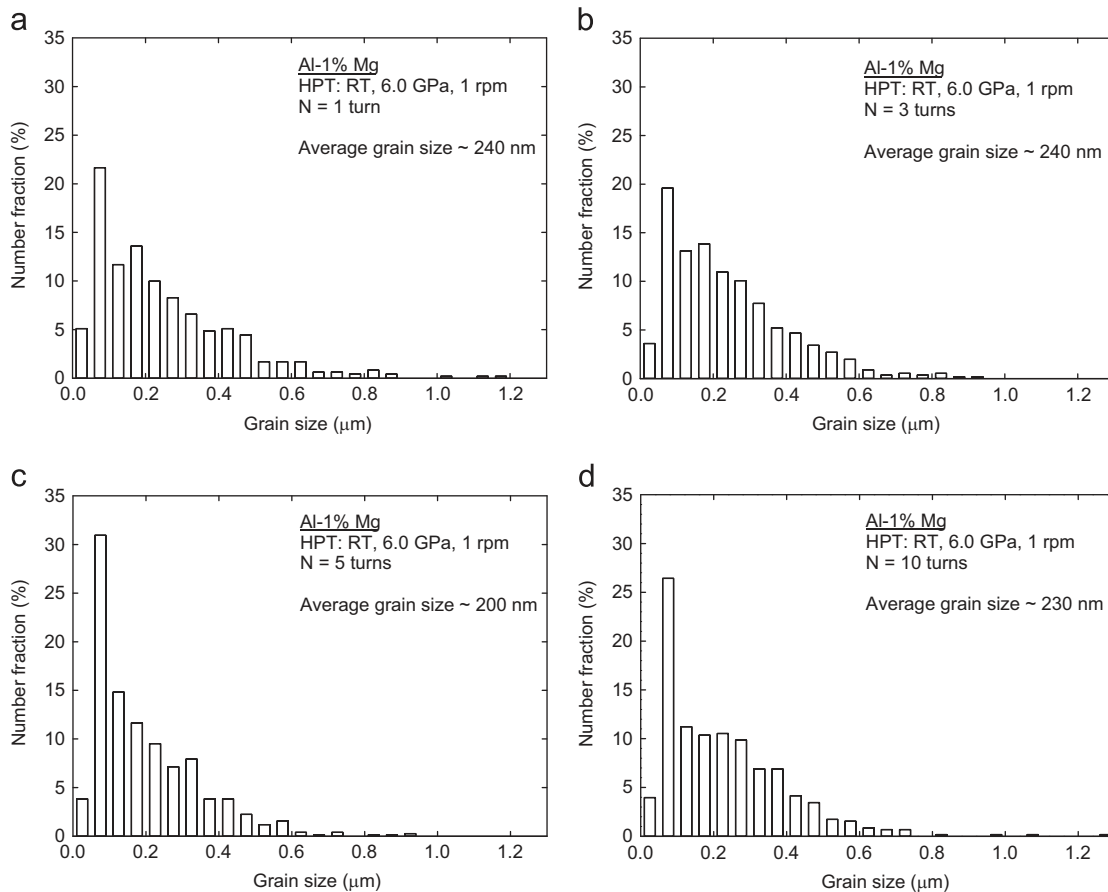 a
35
30
25
20
15
10
5
0
Number fraction (%)
Al-1% Mg
HPT: RT, 6.0 GPa, 1 rpm
N = 1 turn
Average grain size ~ 240 nm
0.0 0.2 0.4 0.6 0.8 1.0 1.2
Grain size (μm)
b
35
30
25
20
15
10
5
0
Number fraction (%)
Al-1% Mg
HPT: RT, 6.0 GPa, 1 rpm
N = 3 turns
Average grain size ~ 240 nm
0.0 0.2 0.4 0.6 0.8 1.0 1.2
Grain size (μm)
c
35
30
25
20
15
10
5
0
Number fraction (%)
Al-1% Mg
HPT: RT, 6.0 GPa, 1 rpm
N = 5 turns
Average grain size ~ 200 nm
0.0 0.2 0.4 0.6 0.8 1.0 1.2
Grain size (μm)
d
35
30
25
20
15
10
5
0
Number fraction (%)
Al-1% Mg
HPT: RT, 6.0 GPa, 1 rpm
N = 10 turns
Average grain size ~ 230 nm
0.0 0.2 0.4 0.6 0.8 1.0 1.2
Grain size (μm)